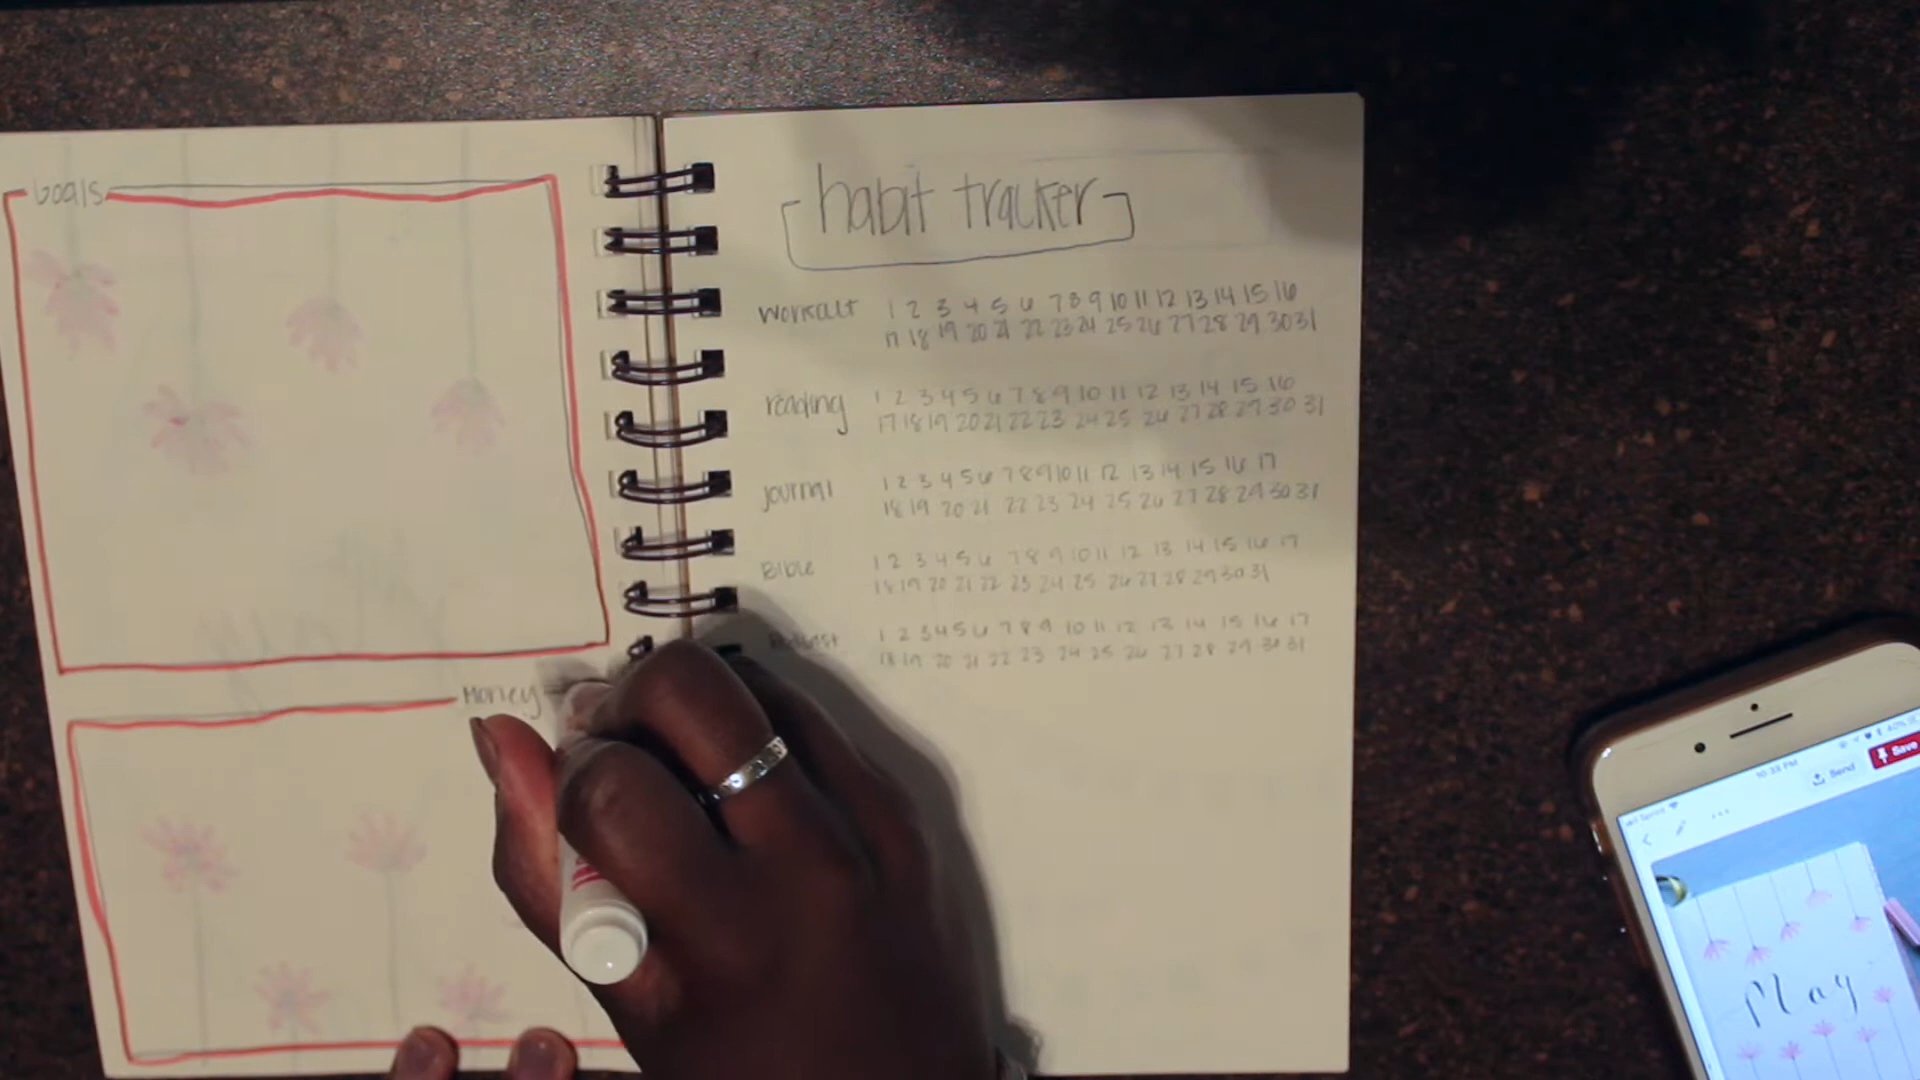 Goals
Money
habit tracker
workout 1 2 3 4 5 6 7 8 9 10 11 12 13 14 15 16
17 18 19 20 21 22 23 24 25 26 27 28 29 30 31
reading 1 2 3 4 5 6 7 8 9 10 11 12 13 14 15 16
17 18 19 20 21 22 23 24 25 26 27 28 29 30 31
journal 1 2 3 4 5 6 7 8 9 10 11 12 13 14 15 16 17
18 19 20 21 22 23 24 25 26 27 28 29 30 31
Bible 1 2 3 4 5 6 7 8 9 10 11 12 13 14 15 16 17
18 19 20 21 22 23 24 25 26 27 28 29 30 31
1 2 3 4 5 6 7 8 9 10 11 12 13 14 15 16 17
18 19 20 21 22 23 24 25 26 27 28 29 30 31
Sprint
10:23 PM
Send
Save
May